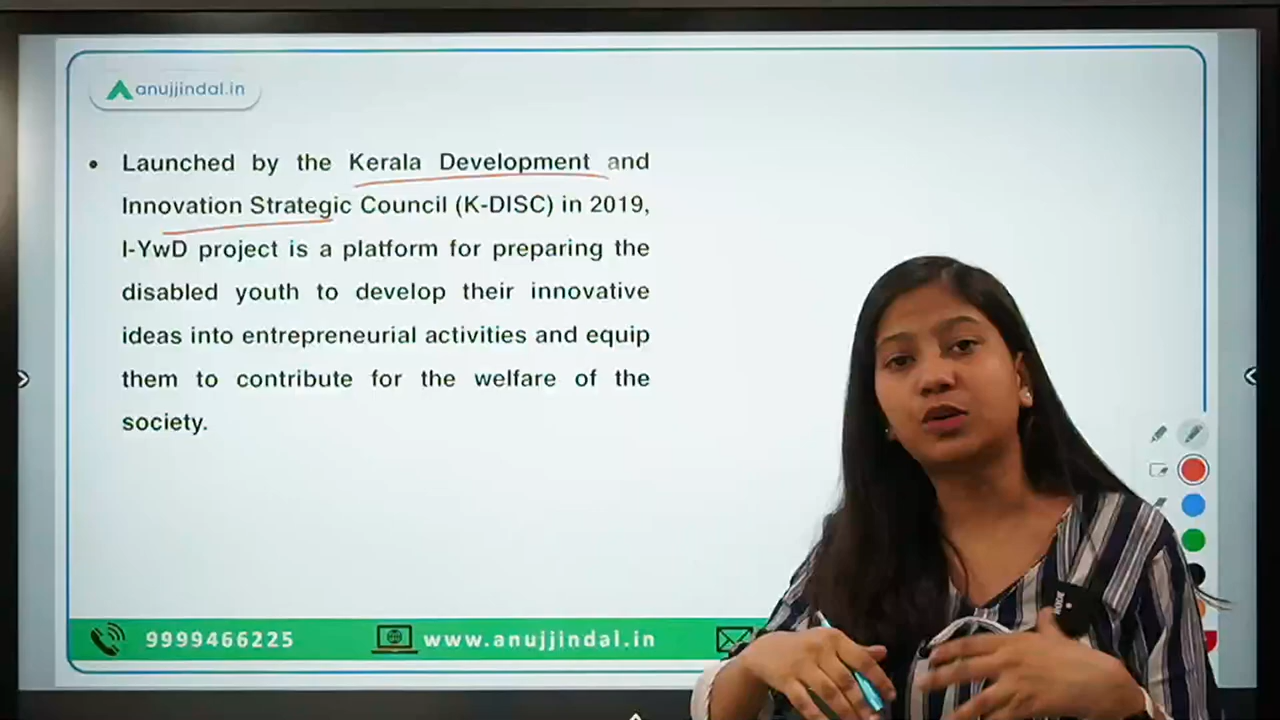 anujjindal.in
• Launched by the Kerala Development and
Innovation Strategic Council (K-DISC) in 2019,
I-YwD project is a platform for preparing the
disabled youth to develop their innovative
ideas into entrepreneurial activities and equip
them to contribute for the welfare of the
society.
9999466225 www.anujjindal.in